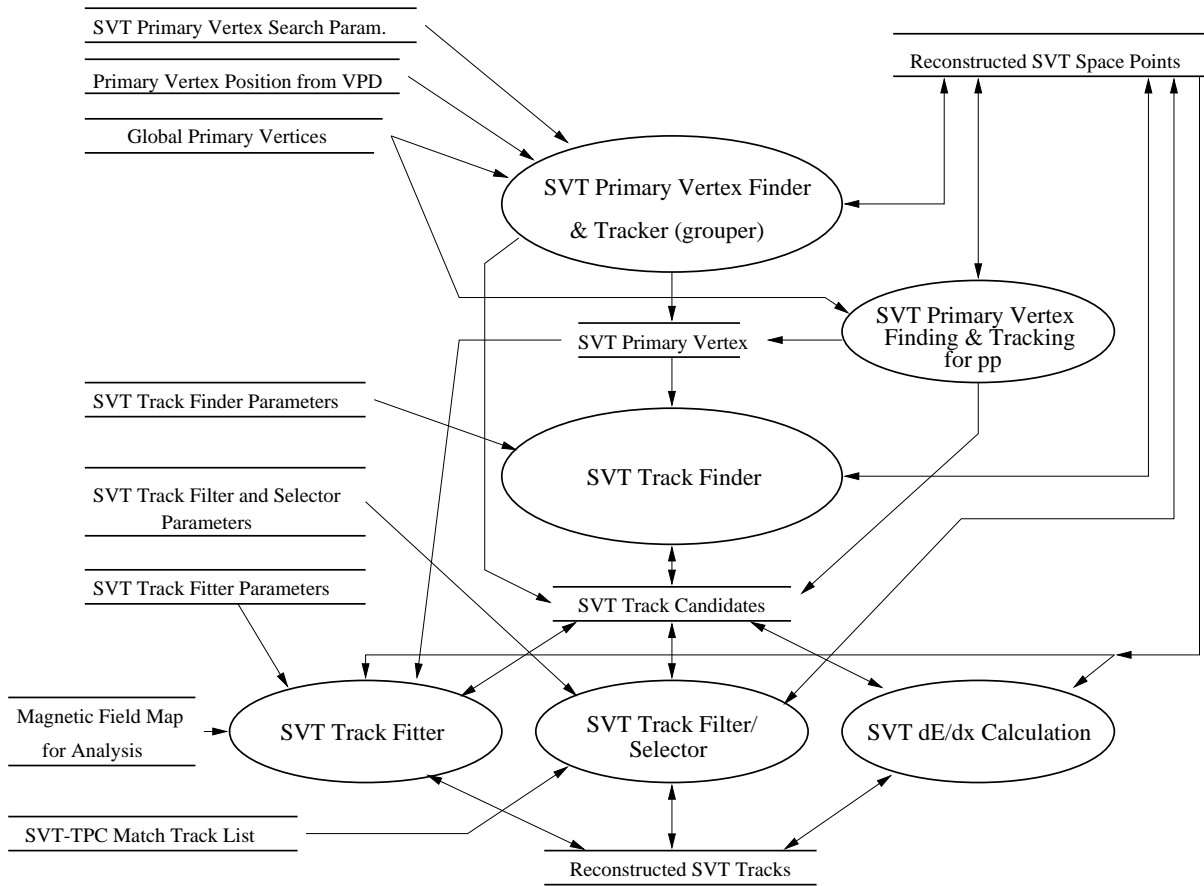 SVT Primary Vertex Search Param.
Reconstructed SVT Space Points
Primary Vertex Position from VPD
Global Primary Vertices
SVT Primary Vertex Finder
& Tracker (grouper)
SVT Primary Vertex
Finding & Tracking
for pp
SVT Primary Vertex
SVT Track Finder Parameters
SVT Track Finder
SVT Track Filter and Selector
Parameters
SVT Track Fitter Parameters
SVT Track Candidates
Magnetic Field Map
for Analysis
SVT Track Fitter
SVT Track Filter/
Selector
SVT dE/dx Calculation
SVT-TPC Match Track List
Reconstructed SVT Tracks